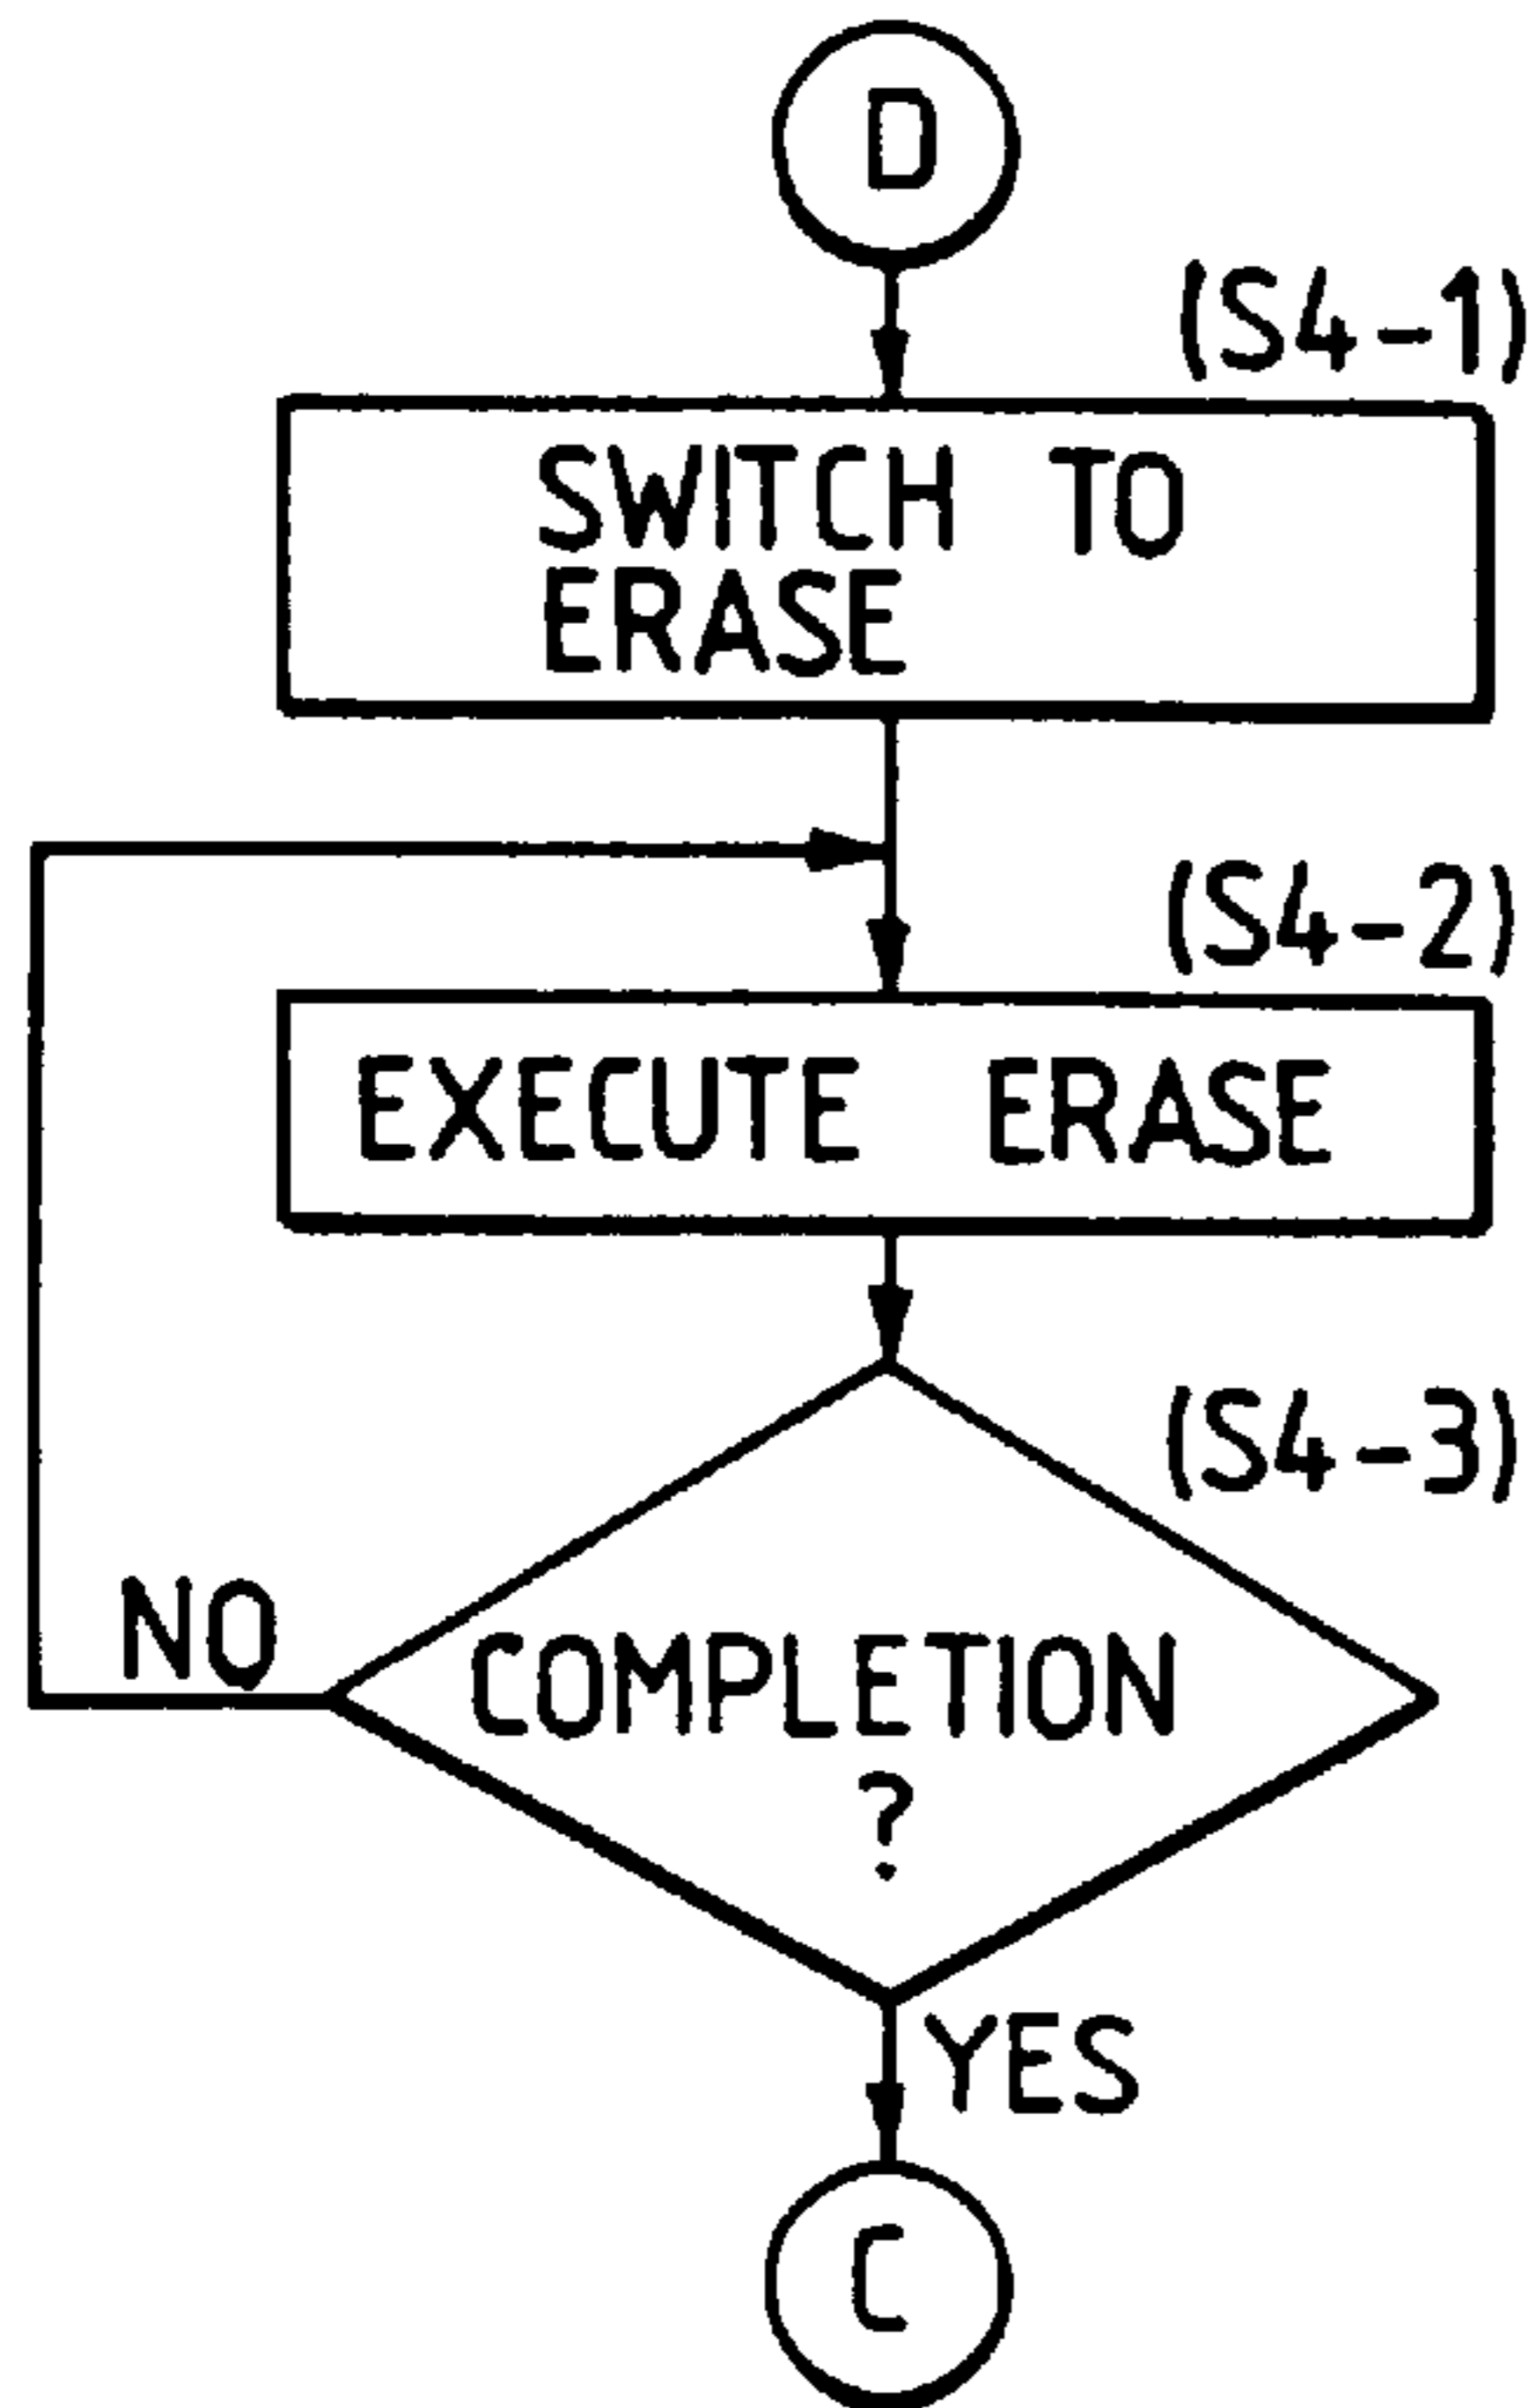 D
(S4-1)
SWITCH TO
ERASE
(S4-2)
EXECUTE ERASE
(S4-3)
NO
COMPLETION
?
YES
C